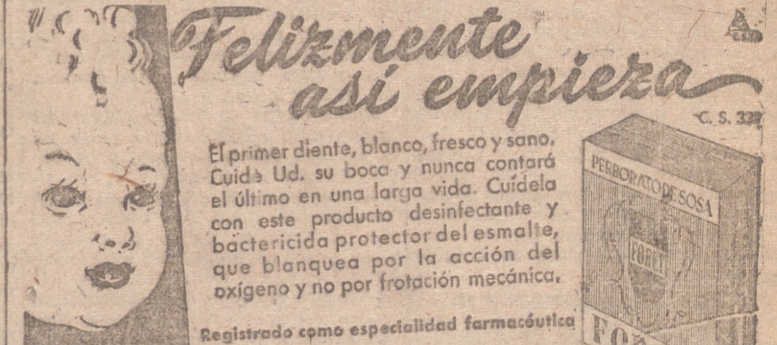 Felizmente
así empieza
C. S. 337
El primer diente, blanco, fresco y sano.
Cuide Ud. su boca y nunca contará
el último en una larga vida. Cuídela
con este producto desinfectante y
bactericida protector del esmalte,
que blanquea por la acción del
oxígeno y no por frotación mecánica.
Registrado como especialidad farmacéutica
PERBORATO DE SOSA
FORET